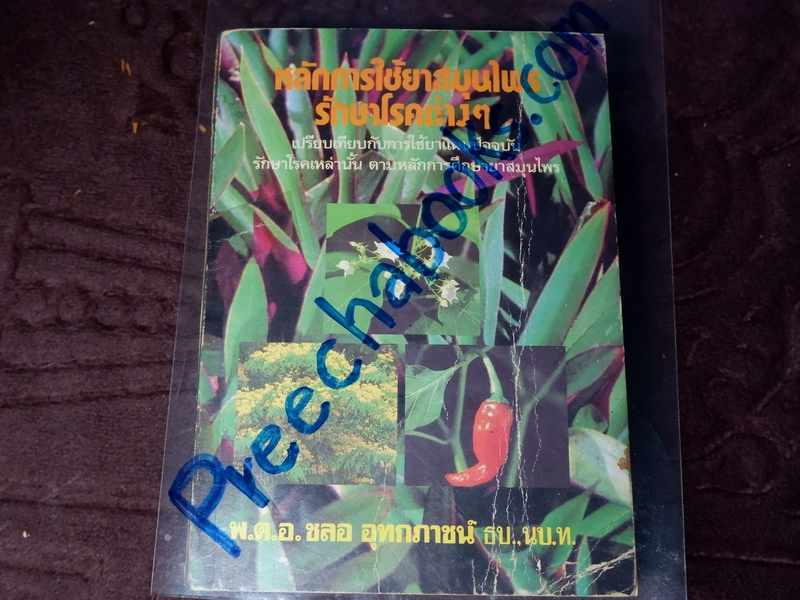 หลักการใช้ยาสมุนไพร
รักษาโรคต่างๆ
เปรียบเทียบกับการใช้ยาแผนปัจจุบัน
รักษาโรคเหล่านั้น ตามหลักการศึกษายาสมุนไพร
Preechabooks.com
พ.ต.อ. ชลอ อุทกภาชน์ ธบ., นบ.ท.